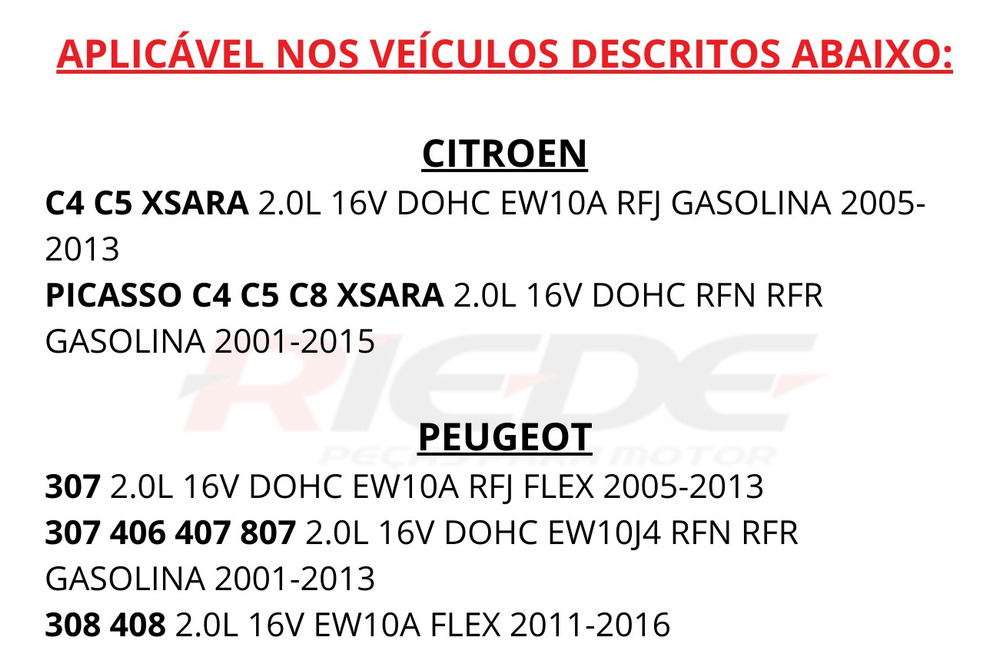 APLICÁVEL NOS VEÍCULOS DESCRITOS ABAIXO:
CITROEN
C4 C5 XSARA 2.0L 16V DOHC EW10A RFJ GASOLINA 2005-
2013
PICASSO C4 C5 C8 XSARA 2.0L 16V DOHC RFN RFR
GASOLINA 2001-2015
RIEDE
PEUGEOT
PEÇAS PARA MOTOR
307 2.0L 16V DOHC EW10A RFJ FLEX 2005-2013
307 406 407 807 2.0L 16V DOHC EW10J4 RFN RFR
GASOLINA 2001-2013
308 408 2.0L 16V EW10A FLEX 2011-2016